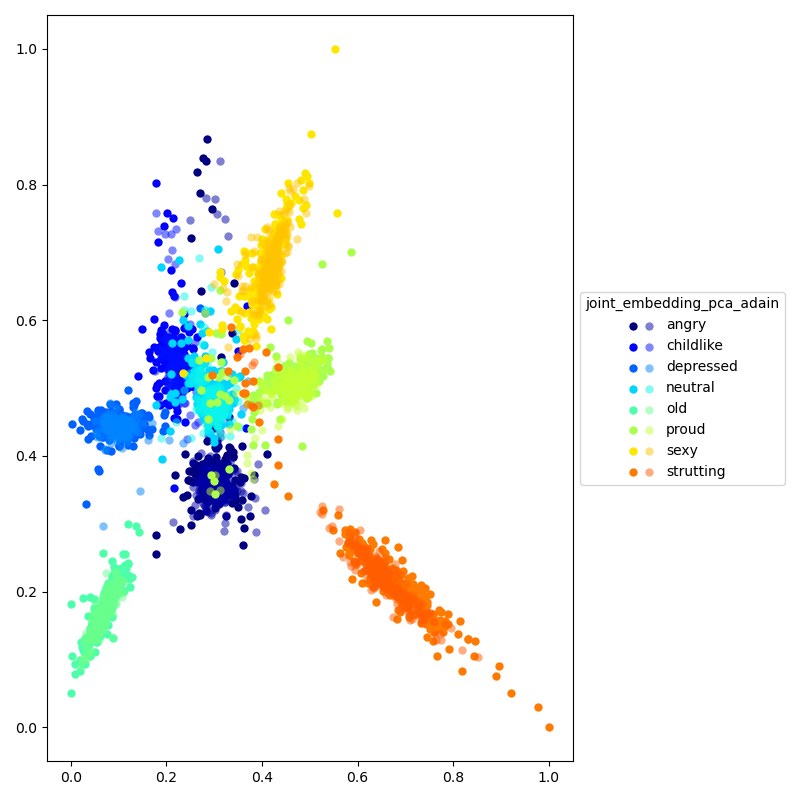 1.0
0.8
0.6
0.4
0.2
0.0
0.0 0.2 0.4 0.6 0.8 1.0
joint_embedding_pca_adain
angry
childlike
depressed
neutral
old
proud
sexy
strutting